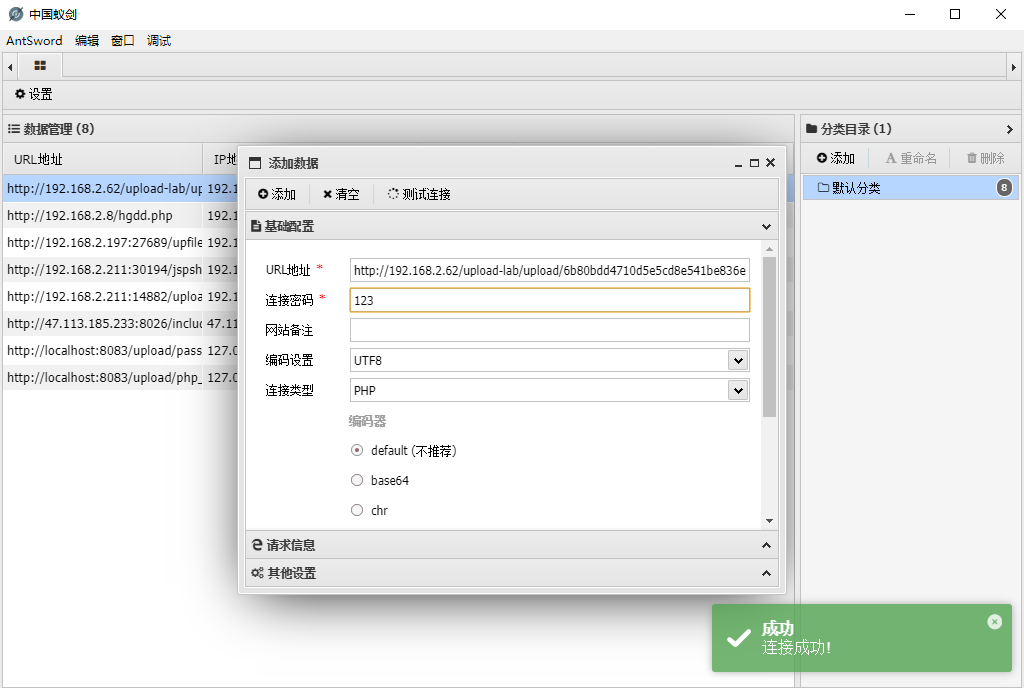 中国蚁剑
AntSword 编辑 窗口 调试
设置
数据管理 (8)
URL地址 IP地
http://192.168.2.62/upload-lab/up 192.1
http://192.168.2.8/hgdd.php 192.1
http://192.168.2.197:27689/upfile 192.1
http://192.168.2.211:30194/jspsh 192.1
http://192.168.2.211:14882/uploa 192.1
http://47.113.185.233:8026/includ 47.11
http://localhost:8083/upload/pass 127.0
http://localhost:8083/upload/php_ 127.0
分类目录 (1)
添加 重命名 删除
默认分类 8
添加数据
添加 清空 测试连接
基础配置
URL地址 * http://192.168.2.62/upload-lab/upload/6b80bdd4710d5e5cd8e541be836e
连接密码 * 123
网站备注
编码设置 UTF8
连接类型 PHP
编码器
default (不推荐)
base64
chr
请求信息
其他设置
成功
连接成功!